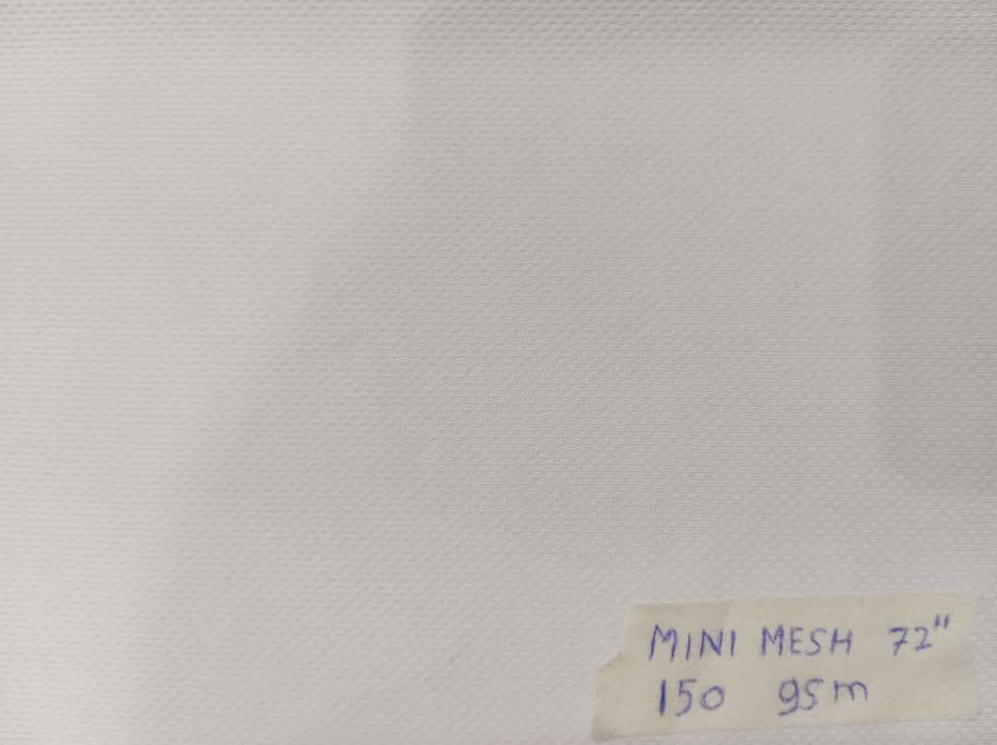 MINI MESH 72"
150 gsm